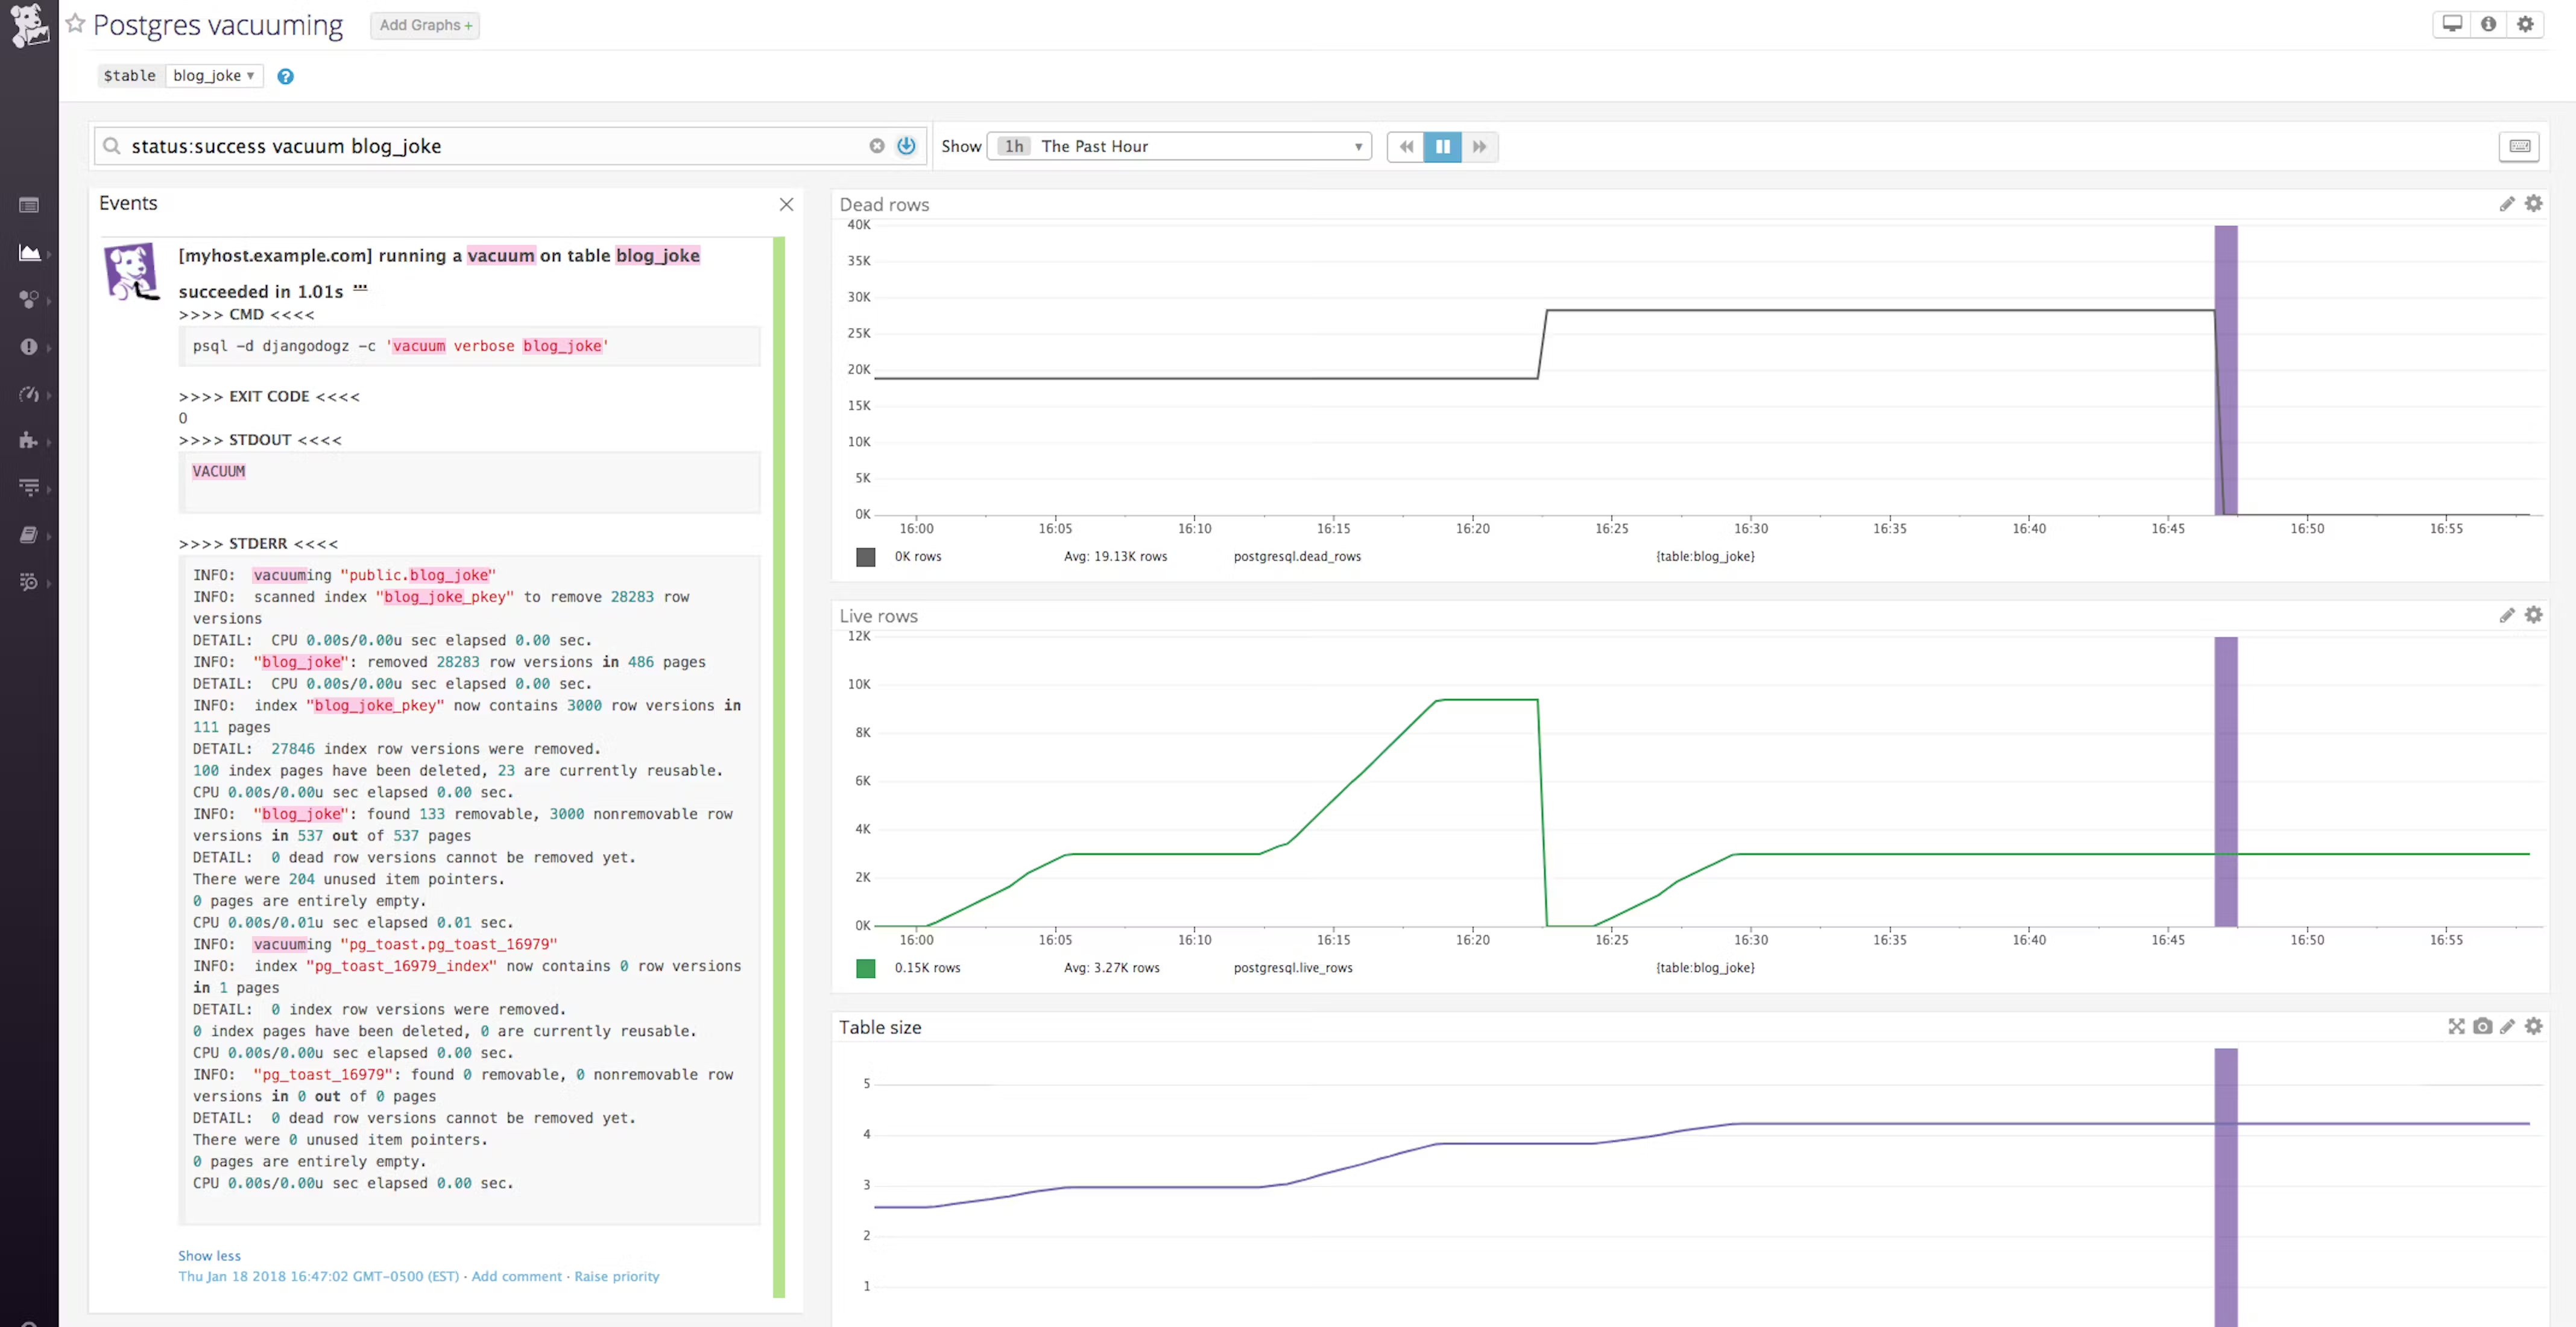 Postgres vacuuming
Add Graphs +
$table blog_joke ▼ ?
status:success vacuum blog_joke
Show 1h The Past Hour ▼
Events
[myhost.example.com] running a vacuum on table blog_joke
succeeded in 1.01s ...
>>>> CMD <<<<
psql -d djangodogz -c 'vacuum verbose blog_joke'
>>>> EXIT CODE <<<<
0
>>>> STDOUT <<<<
VACUUM
>>>> STDERR <<<<
INFO:  vacuuming "public.blog_joke"
INFO:  scanned index "blog_joke_pkey" to remove 28283 row
versions
DETAIL:  CPU 0.00s/0.00u sec elapsed 0.00 sec.
INFO:  "blog_joke": removed 28283 row versions in 486 pages
DETAIL:  CPU 0.00s/0.00u sec elapsed 0.00 sec.
INFO:  index "blog_joke_pkey" now contains 3000 row versions in
111 pages
DETAIL:  27846 index row versions were removed.
100 index pages have been deleted, 23 are currently reusable.
CPU 0.00s/0.00u sec elapsed 0.00 sec.
INFO:  "blog_joke": found 133 removable, 3000 nonremovable row
versions in 537 out of 537 pages
DETAIL:  0 dead row versions cannot be removed yet.
There were 204 unused item pointers.
0 pages are entirely empty.
CPU 0.00s/0.01u sec elapsed 0.01 sec.
INFO:  vacuuming "pg_toast.pg_toast_16979"
INFO:  index "pg_toast_16979_index" now contains 0 row versions
in 1 pages
DETAIL:  0 index row versions were removed.
0 index pages have been deleted, 0 are currently reusable.
CPU 0.00s/0.00u sec elapsed 0.00 sec.
INFO:  "pg_toast_16979": found 0 removable, 0 nonremovable row
versions in 0 out of 0 pages
DETAIL:  0 dead row versions cannot be removed yet.
There were 0 unused item pointers.
0 pages are entirely empty.
CPU 0.00s/0.00u sec elapsed 0.00 sec.
Show less
Thu Jan 18 2018 16:47:02 GMT-0500 (EST) · Add comment · Raise priority
Dead rows
40K
35K
30K
25K
20K
15K
10K
5K
0K
16:00 16:05 16:10 16:15 16:20 16:25 16:30 16:35 16:40 16:45 16:50 16:55
0K rows Avg: 19.13K rows postgresql.dead_rows {table:blog_joke}
Live rows
12K
10K
8K
6K
4K
2K
0K
16:00 16:05 16:10 16:15 16:20 16:25 16:30 16:35 16:40 16:45 16:50 16:55
0.15K rows Avg: 3.27K rows postgresql.live_rows {table:blog_joke}
Table size
5
4
3
2
1